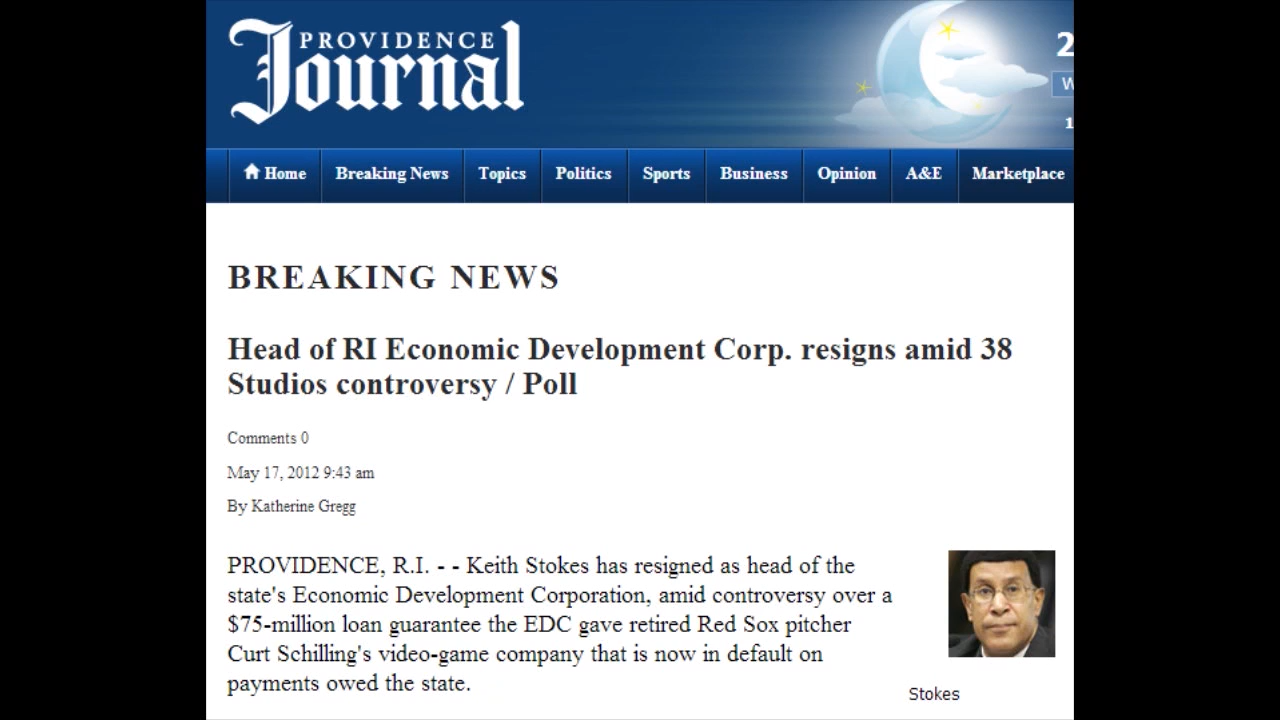 PROVIDENCE
Journal
2
W
1
Home Breaking News Topics Politics Sports Business Opinion A&E Marketplace
BREAKING NEWS
Head of RI Economic Development Corp. resigns amid 38
Studios controversy / Poll
Comments 0
May 17, 2012 9:43 am
By Katherine Gregg
PROVIDENCE, R.I. - - Keith Stokes has resigned as head of the
state's Economic Development Corporation, amid controversy over a
$75-million loan guarantee the EDC gave retired Red Sox pitcher
Curt Schilling's video-game company that is now in default on
payments owed the state.
Stokes